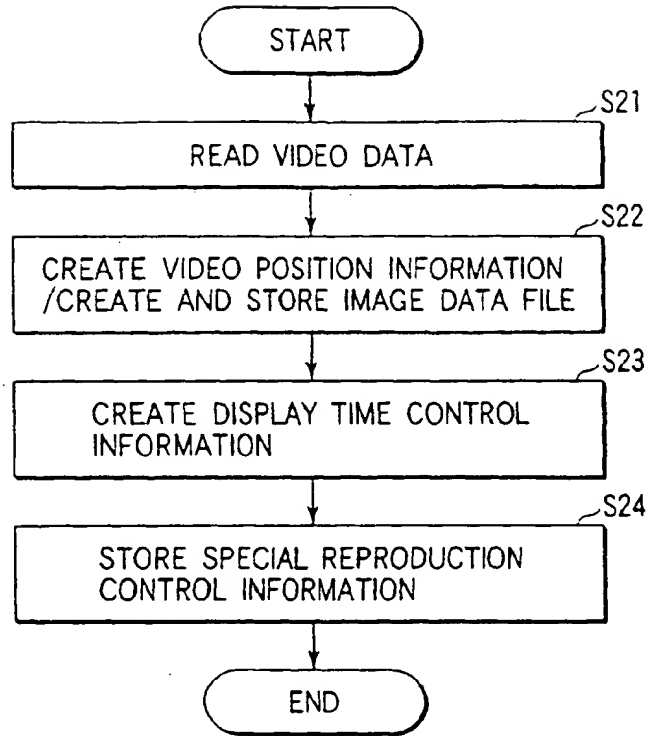 START
S21
READ VIDEO DATA
S22
CREATE VIDEO POSITION INFORMATION
/CREATE AND STORE IMAGE DATA FILE
S23
CREATE DISPLAY TIME CONTROL
INFORMATION
S24
STORE SPECIAL REPRODUCTION
CONTROL INFORMATION
END